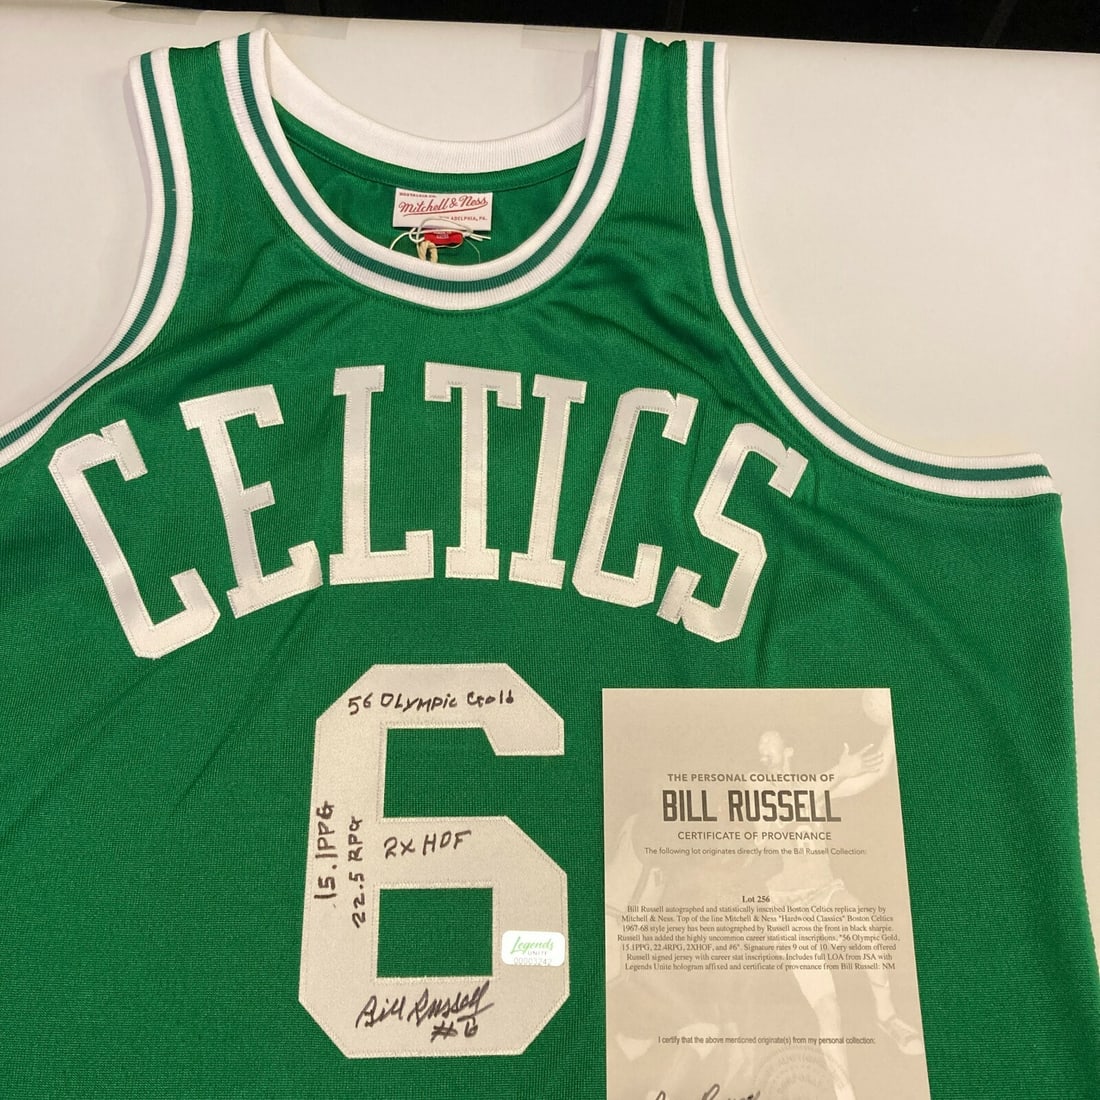 NOSTALGIA CO.
Mitchell & Ness
ADELPHIA, PA.
CELTICS
6
56 OLYMPIC Gold
15.1PPG
22.5 RPG
2X HOF
Legends
UNITE
Bill Russell
#6
THE PERSONAL COLLECTION OF
BILL RUSSELL
CERTIFICATE OF PROVENANCE
The following lot originates directly from the Bill Russell Collection:
Lot 256
Bill Russell autographed and statistically inscribed Boston Celtics replica jersey by
Mitchell & Ness. Top of the line Mitchell & Ness "Hardwood Classics" Boston Celtics
1967-68 style jersey has been autographed by Russell across the front in black sharpie.
Russell has added the highly uncommon career statistical inscriptions, "56 Olympic Gold,
15.1PPG, 22.4RPG, 2XHOF, and #6". Signature rates 9 out of 10. Very seldom offered
Russell signed jersey with career stat inscriptions. Includes full LOA from JSA with
Legends Unite hologram affixed and certificate of provenance from Bill Russell: NM
I certify that the above mentioned originate(s) from my personal collection: